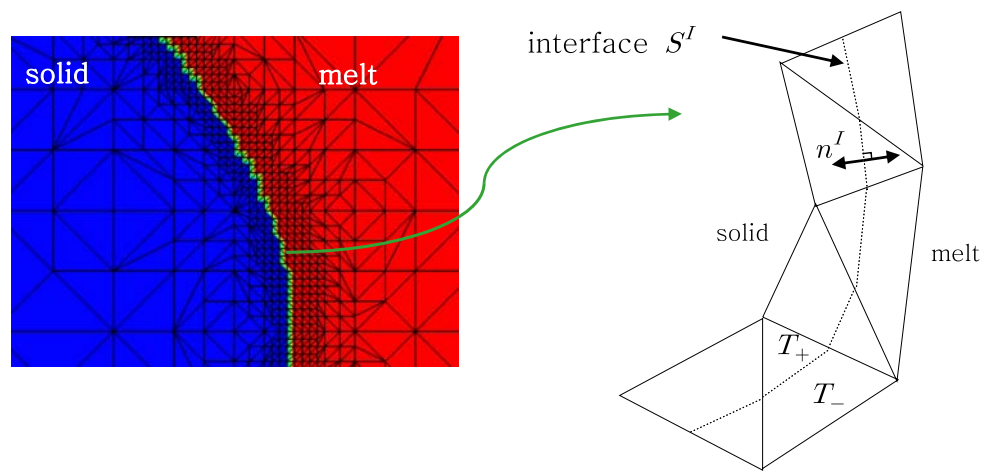 solid
melt
interface S^I
n^I
solid
melt
T_+
T_-